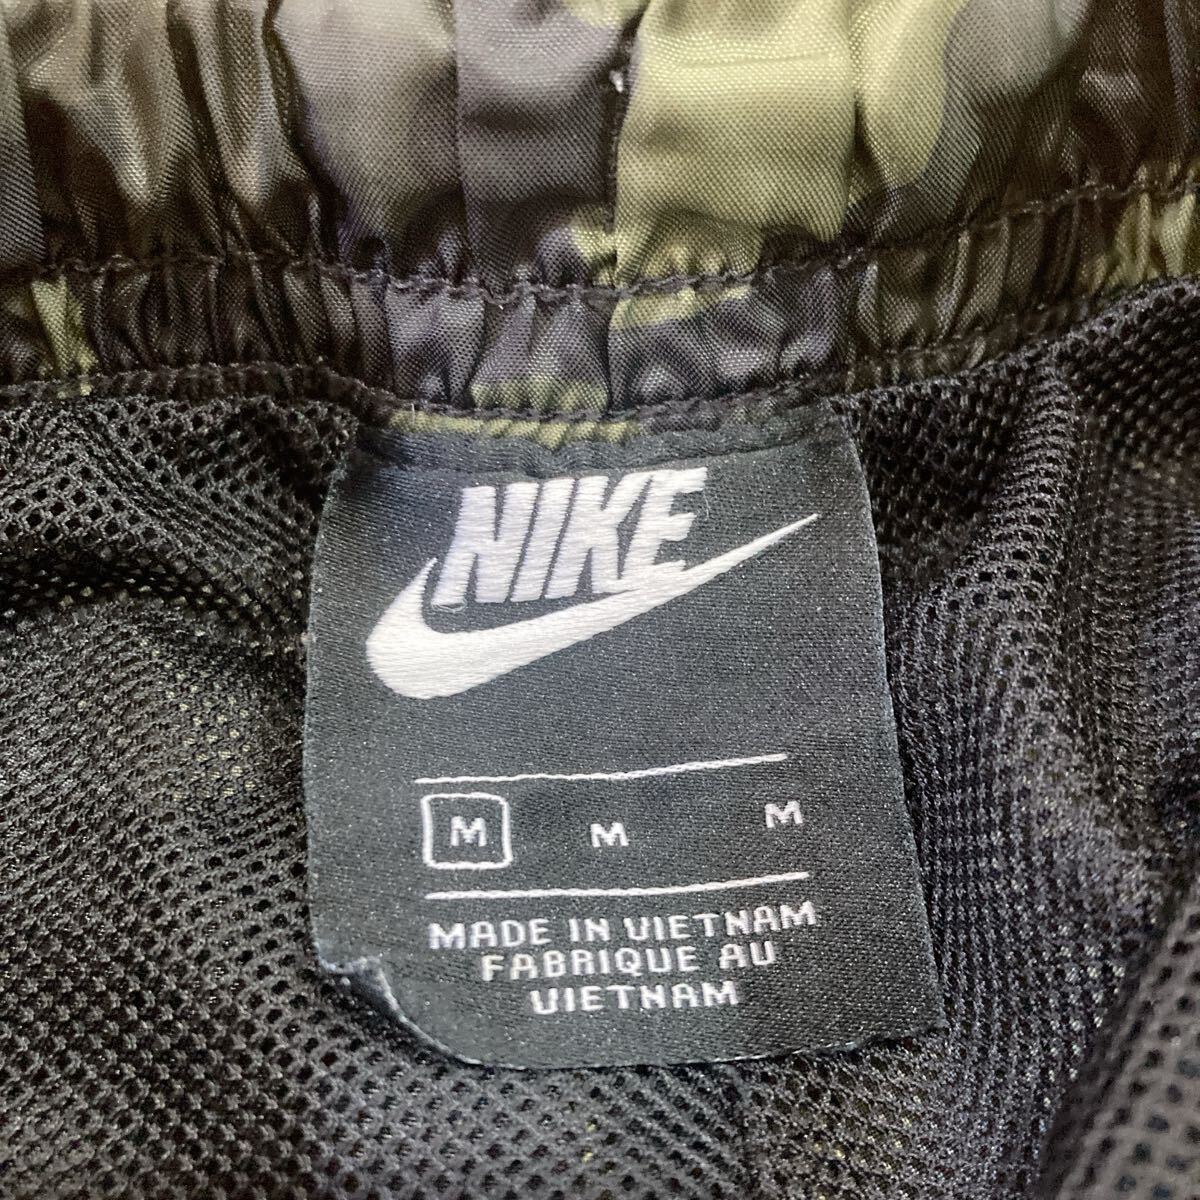 NIKE
M M M
MADE IN VIETNAM
FABRIQUE AU
VIETNAM